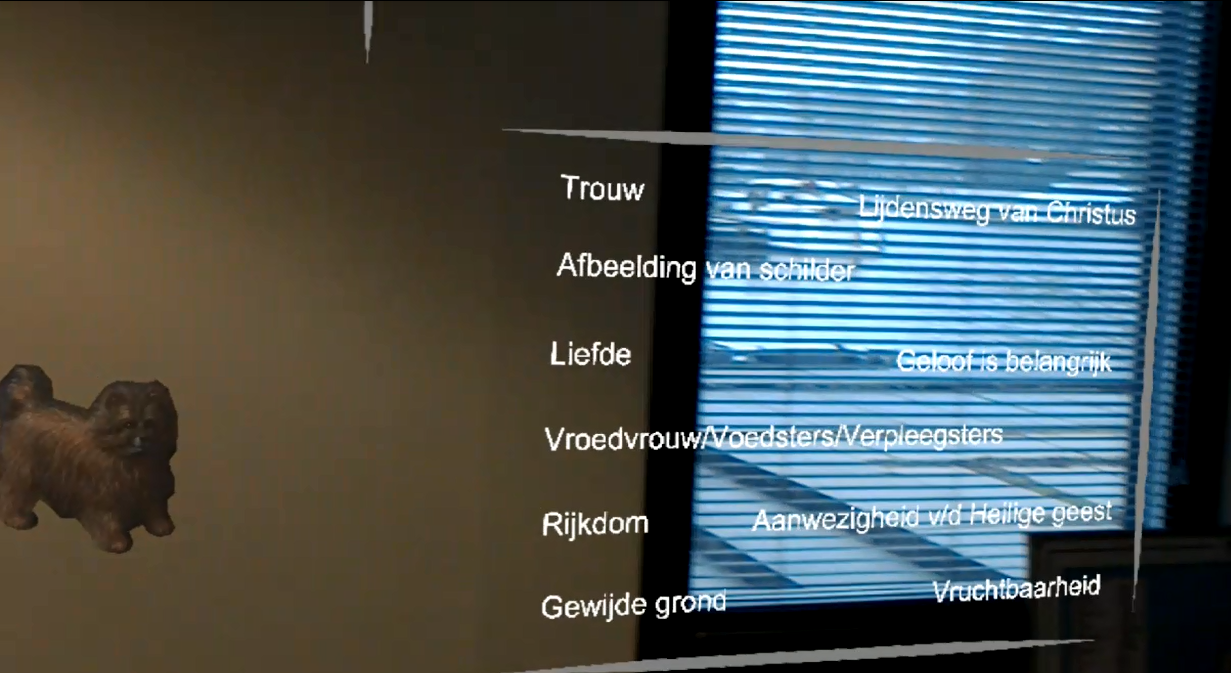 Trouw
Lijdensweg van Christus
Afbeelding van schilder
Liefde
Geloof is belangrijk
Vroedvrouw/Voedsters/Verpleegsters
Rijkdom
Aanwezigheid v/d Heilige geest
Gewijde grond
Vruchtbaarheid